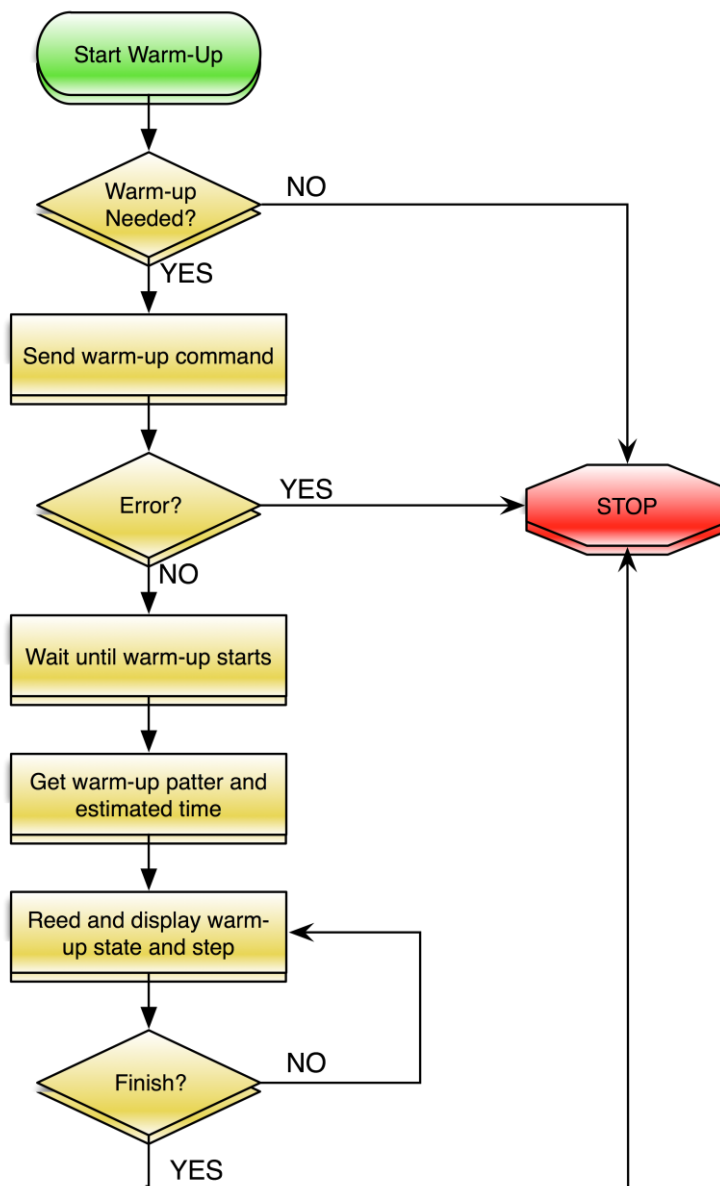 Start Warm-Up
Warm-up
Needed?
NO
YES
Send warm-up command
Error?
YES
STOP
NO
Wait until warm-up starts
Get warm-up patter and
estimated time
Reed and display warm-
up state and step
Finish?
NO
YES